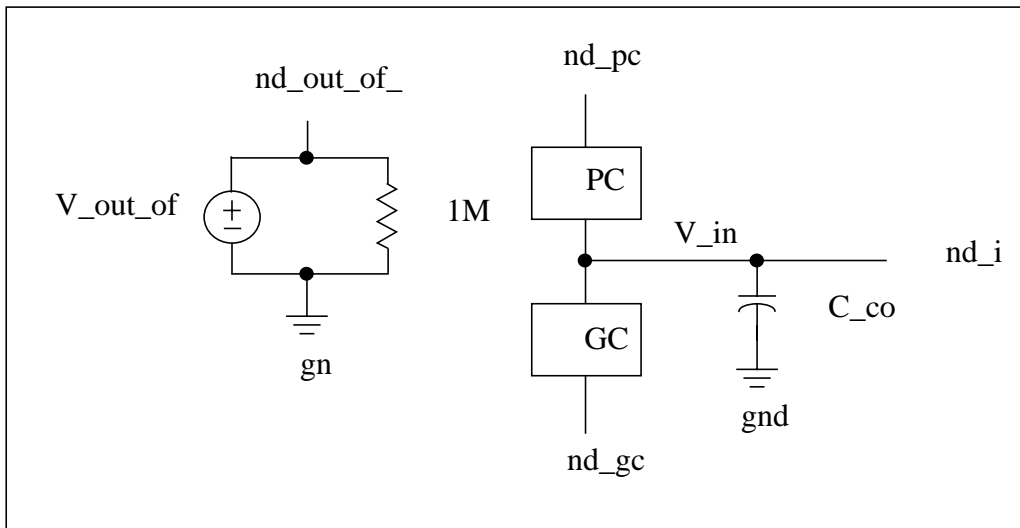 nd_pc
nd_out_of_
PC
V_out_of
1M
V_in
nd_i
C_co
GC
gn
gnd
nd_gc